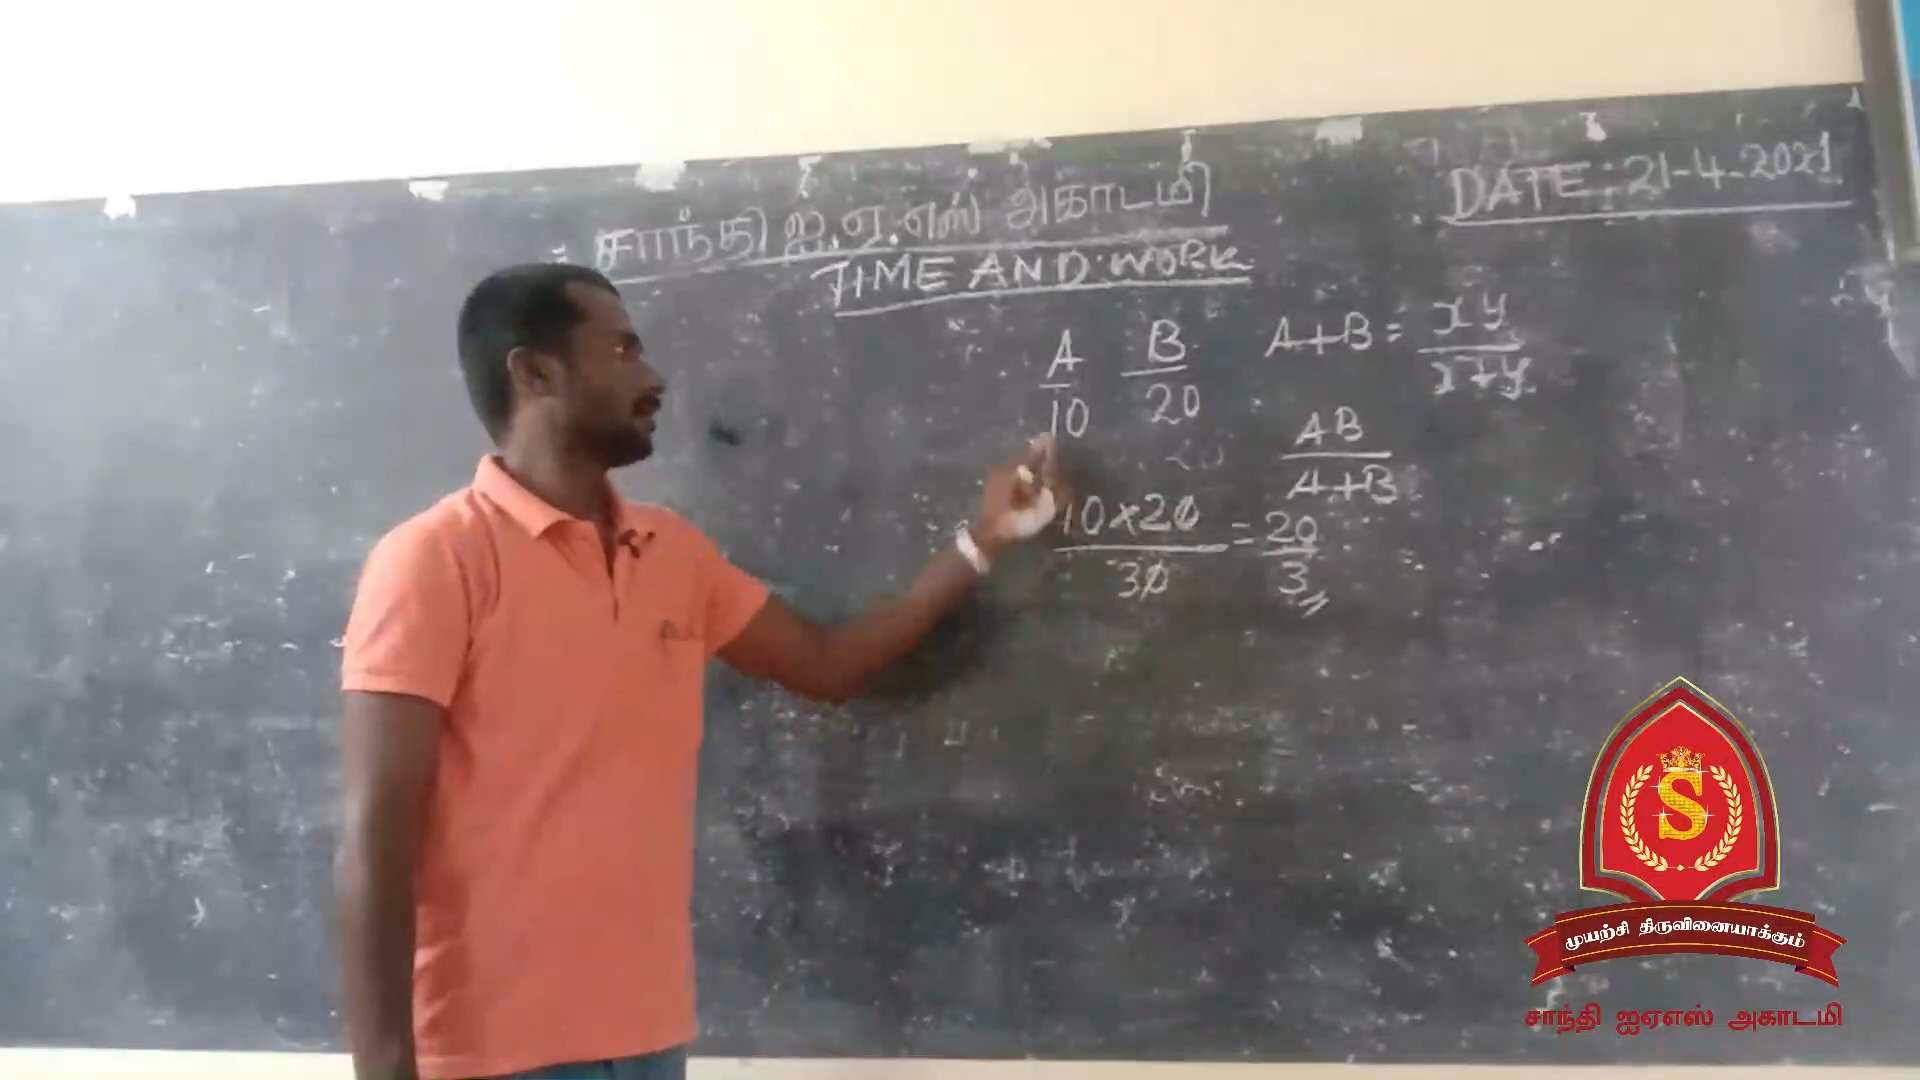 சாந்தி ஐ.ஏ.எஸ் அகாடமி
DATE: 21-4-2021
TIME AND WORK
A B A+B = xy / x+y
10 20
AB / A+B
10×20 / 30 = 20 / 3
முயற்சி திருவினையாக்கும்
சாந்தி ஐஏஎஸ் அகாடமி